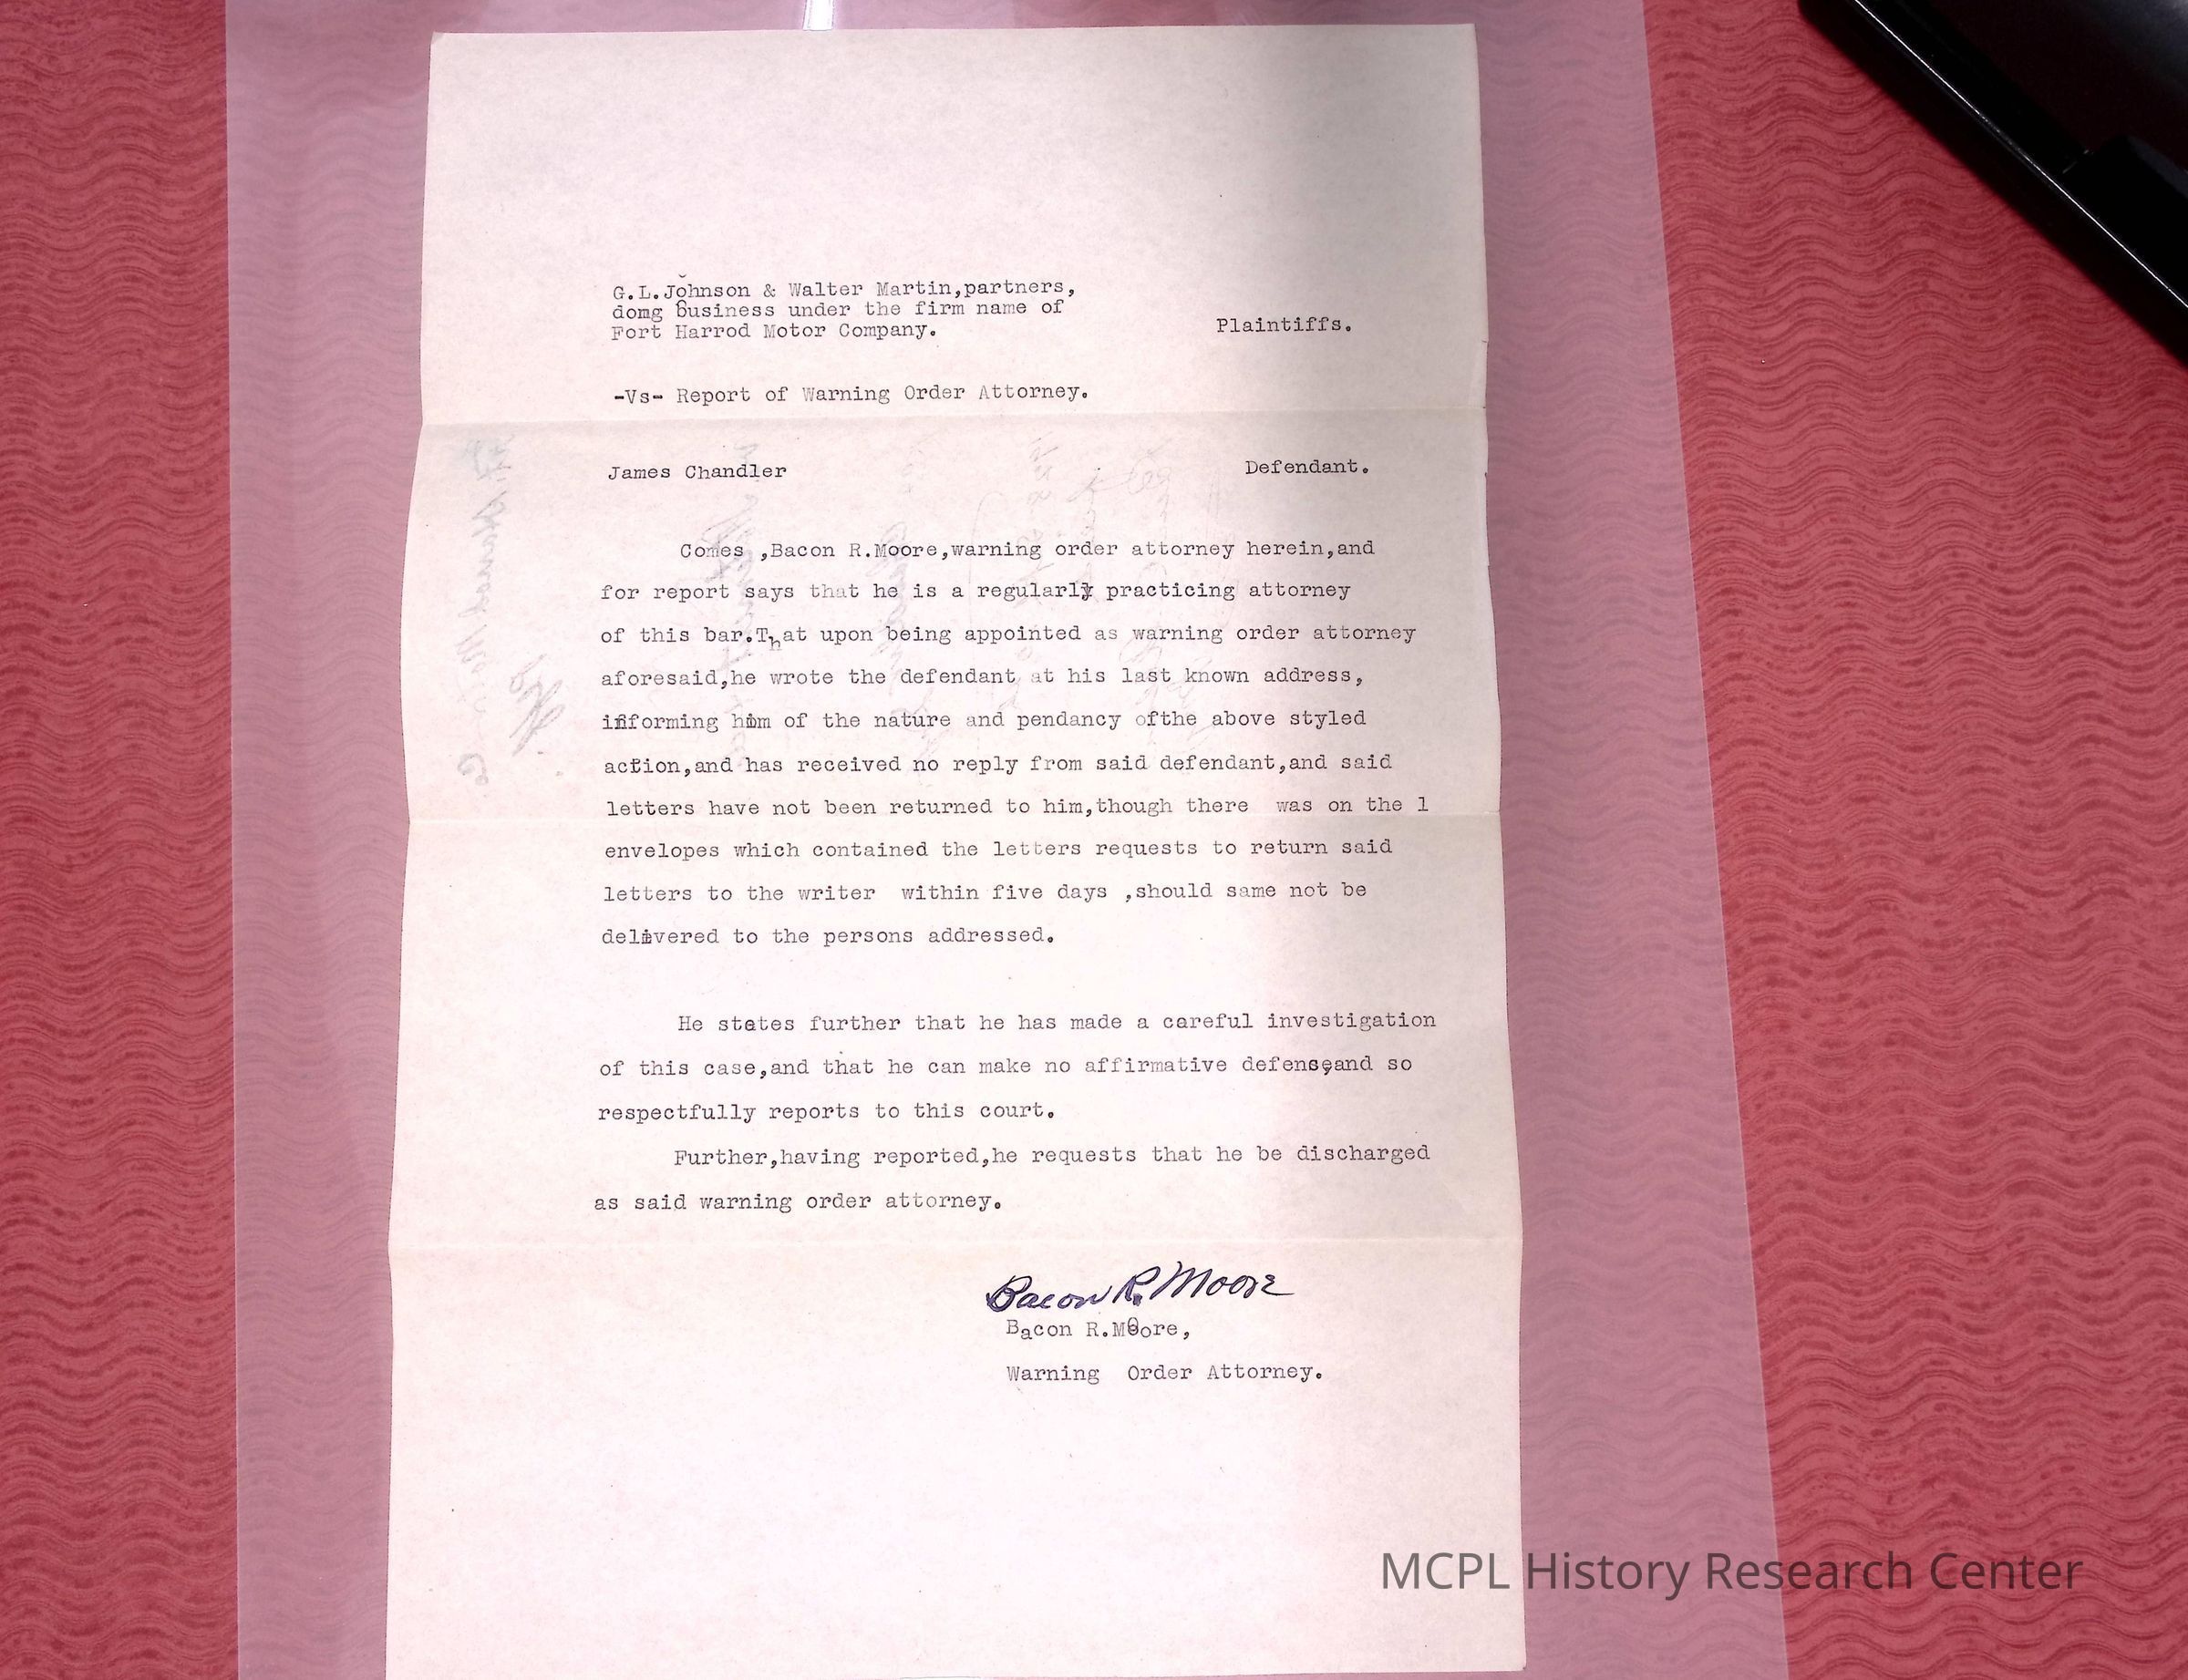 G.L.Johnson & Walter Martin,partners,
domg business under the firm name of
Fort Harrod Motor Company.
Plaintiffs.
-Vs- Report of Warning Order Attorney.
James Chandler
Defendant.
Comes ,Bacon R.Moore,warning order attorney herein,and
for report says that he is a regularly practicing attorney
of this bar.That upon being appointed as warning order attorney
aforesaid,he wrote the defendant at his last known address,
informing him of the nature and pendancy ofthe above styled
action,and has received no reply from said defendant,and said
letters have not been returned to him,though there was on the l
envelopes which contained the letters requests to return said
letters to the writer within five days ,should same not be
delivered to the persons addressed.
He states further that he has made a careful investigation
of this case,and that he can make no affirmative defense,and so
respectfully reports to this court.
Further,having reported,he requests that he be discharged
as said warning order attorney.
Bacon R. Moore
Bacon R.Moore,
Warning Order Attorney.
MCPL History Research Center